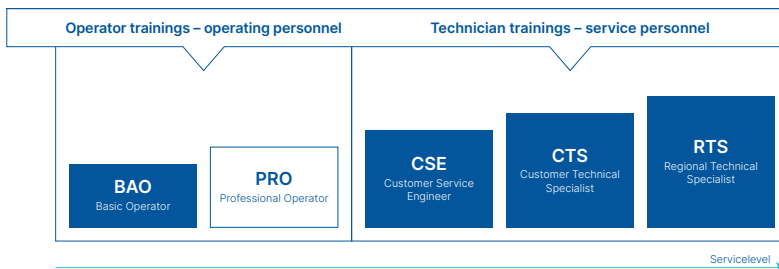 Operator trainings – operating personnel
Technician trainings – service personnel
BAO
Basic Operator
PRO
Professional Operator
CSE
Customer Service
Engineer
CTS
Customer Technical
Specialist
RTS
Regional Technical
Specialist
Servicelevel